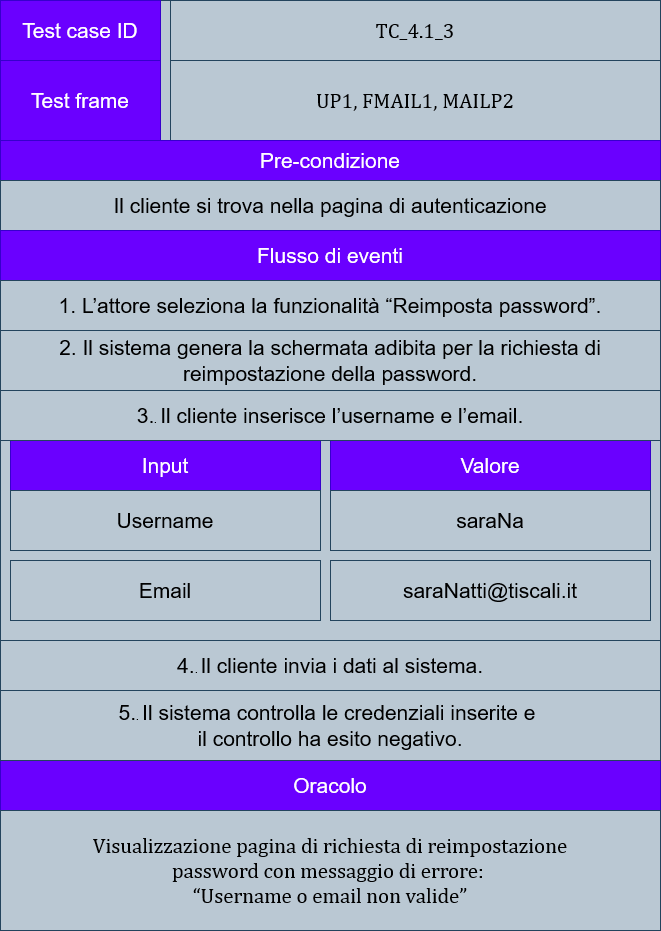 Test case ID
TC_4.1_3
Test frame
UP1, FMAIL1, MAILP2
Pre-condizione
Il cliente si trova nella pagina di autenticazione
Flusso di eventi
1. L’attore seleziona la funzionalità “Reimposta password”.
2. Il sistema genera la schermata adibita per la richiesta di
reimpostazione della password.
3.. Il cliente inserisce l’username e l’email.
Input
Valore
Username
saraNa
Email
saraNatti@tiscali.it
4.. Il cliente invia i dati al sistema.
5.. Il sistema controlla le credenziali inserite e
il controllo ha esito negativo.
Oracolo
Visualizzazione pagina di richiesta di reimpostazione
password con messaggio di errore:
“Username o email non valide”